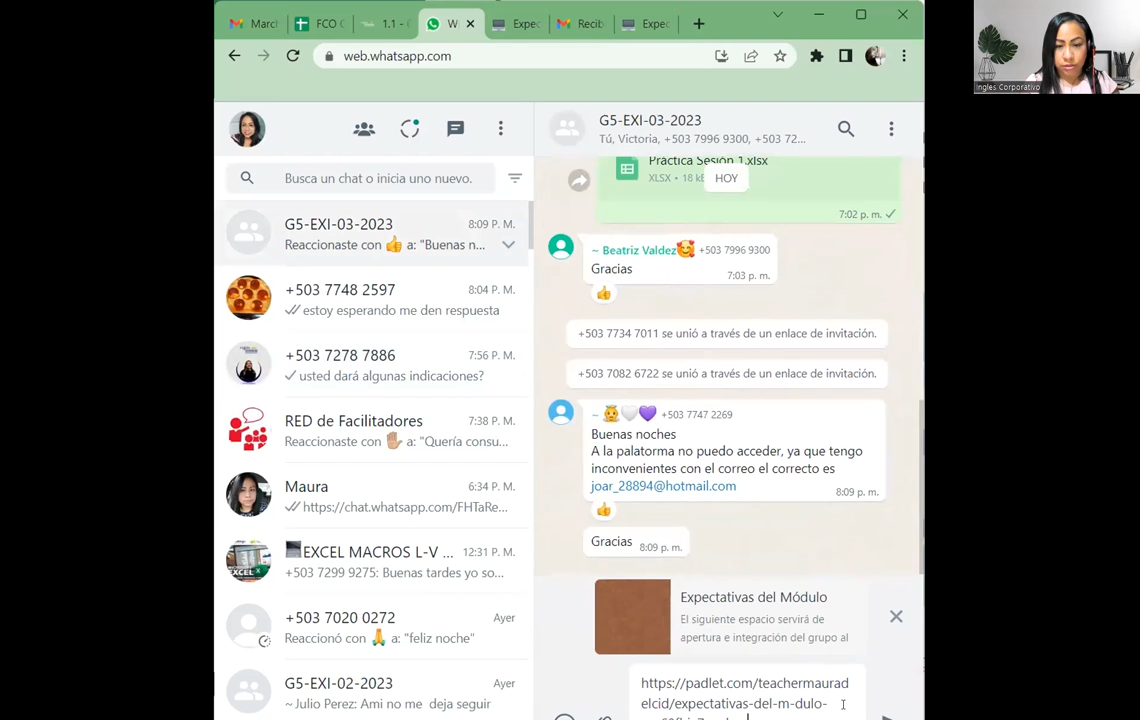 March
FCO
1.1 -
W
Expec
Recib
Expec
web.whatsapp.com
Ingles Corporativo
G5-EXI-03-2023
Tú, Victoria, +503 7996 9300, +503 72...
Busca un chat o inicia uno nuevo.
G5-EXI-03-2023
8:09 P. M.
Reaccionaste con 👍 a: "Buenas n...
+503 7748 2597
8:04 P. M.
estoy esperando me den respuesta
+503 7278 7886
7:56 P. M.
usted dará algunas indicaciones?
RED de Facilitadores
7:38 P. M.
Reaccionaste con ✋🏽 a: "Quería consu...
Maura
6:34 P. M.
https://chat.whatsapp.com/FHTaRe...
EXCEL MACROS L-V ...
12:31 P. M.
+503 7299 9275: Buenas tardes yo so...
+503 7020 0272
Ayer
Reaccionó con 🙏 a: "feliz noche"
G5-EXI-02-2023
Ayer
~ Julio Perez: Ami no me deja seguir
Práctica Sesión 1.xlsx
XLSX • 18 kB
HOY
7:02 p. m.
~ Beatriz Valdez🥰 +503 7996 9300
Gracias
7:03 p. m.
+503 7734 7011 se unió a través de un enlace de invitación.
+503 7082 6722 se unió a través de un enlace de invitación.
~ 👼🤍💜 +503 7747 2269
Buenas noches
A la palatorma no puedo acceder, ya que tengo
inconvenientes con el correo el correcto es
joar_28894@hotmail.com
8:09 p. m.
Gracias
8:09 p. m.
Expectativas del Módulo
El siguiente espacio servirá de
apertura e integración del grupo al
https://padlet.com/teachermaurad
elcid/expectativas-del-m-dulo-